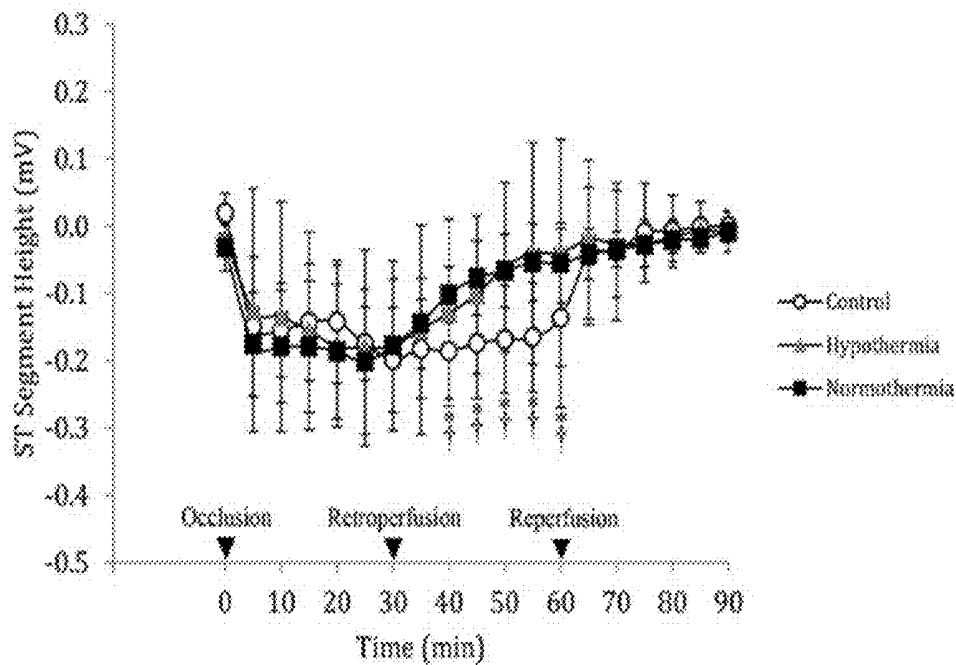 0.3
0.2
0.1
0.0
-0.1
-0.2
-0.3
-0.4
-0.5
ST Segment Height (mV)
Control
Hypothermia
Normothermia
Occlusion
Retroperfusion
Reperfusion
0 10 20 30 40 50 60 70 80 90
Time (min)